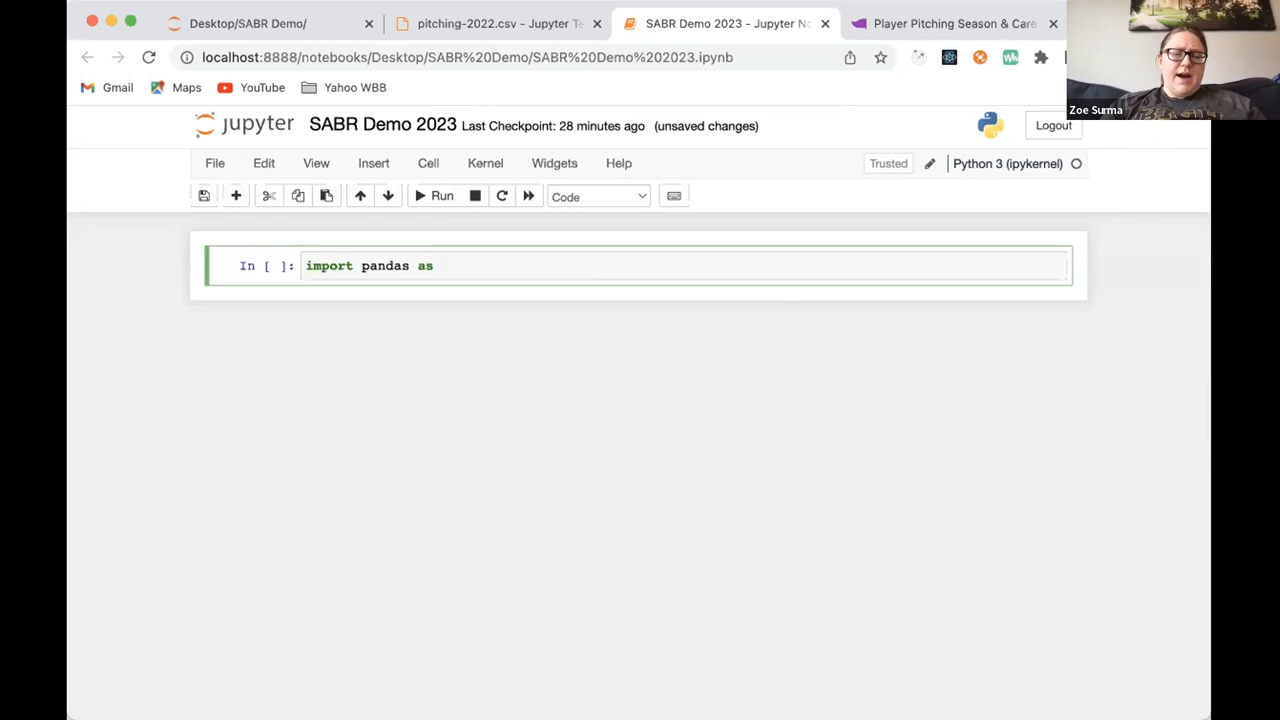 Desktop/SABR Demo/
pitching-2022.csv - Jupyter Te
SABR Demo 2023 - Jupyter No
Player Pitching Season & Care
localhost:8888/notebooks/Desktop/SABR%20Demo/SABR%20Demo%202023.ipynb
Gmail
Maps
YouTube
Yahoo WBB
Zoe Surma
jupyter
SABR Demo 2023
Last Checkpoint: 28 minutes ago
(unsaved changes)
Logout
File
Edit
View
Insert
Cell
Kernel
Widgets
Help
Trusted
Python 3 (ipykernel)
Run
Code
In [ ]:
import pandas as